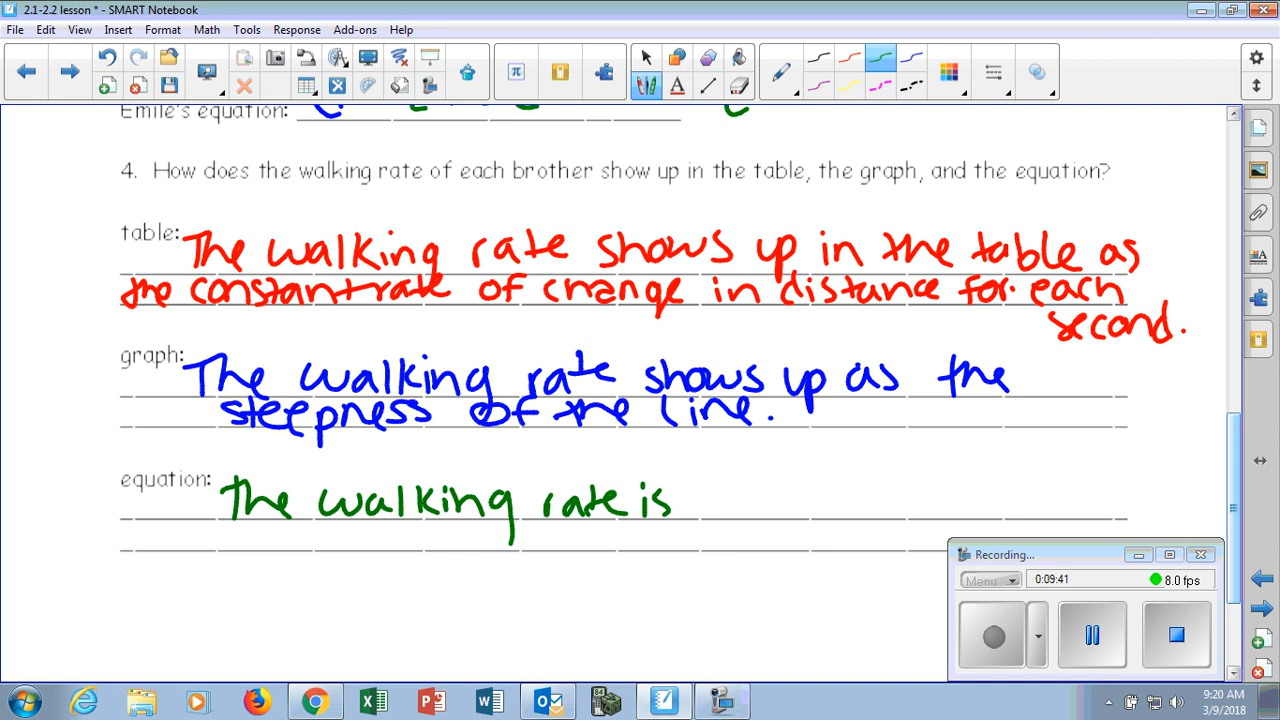 2.1-2.2 lesson * - SMART Notebook
File Edit View Insert Format Math Tools Response Add-ons Help
Emile's equation:
4. How does the walking rate of each brother show up in the table, the graph, and the equation?
table: The walking rate shows up in the table as
the constant rate of change in distance for each
second.
graph: The walking rate shows up as the
steepness of the line.
equation: The walking rate is
Recording...
Menu 0:09:41 8.0 fps
9:20 AM
3/9/2018